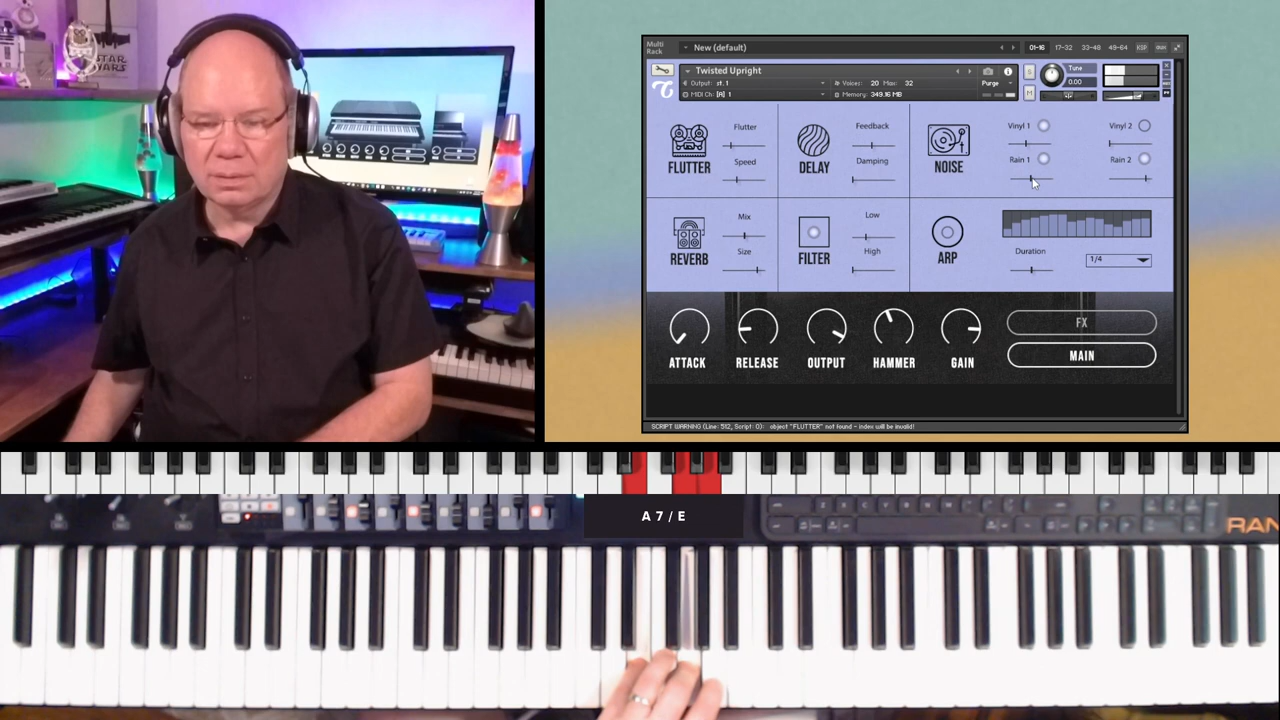 STAR
WARS
Multi
Rack
New (default)
01-16 17-32 33-48 49-64 KSP aux
Twisted Upright
Output: st.1
Voices: 20 Max: 32
Purge
MIDI Ch: [A] 1
Memory: 349.16 MB
S
M
Tune
0.00
FLUTTER
Flutter
Speed
DELAY
Feedback
Damping
NOISE
Vinyl 1
Vinyl 2
Rain 1
Rain 2
REVERB
Mix
Size
FILTER
Low
High
ARP
Duration
1/4
ATTACK
RELEASE
OUTPUT
HAMMER
GAIN
FX
MAIN
SCRIPT WARNING (Line: 512, Script: 0): object "FLUTTER" not found - index will be invalid!
A 7 / E
RAN